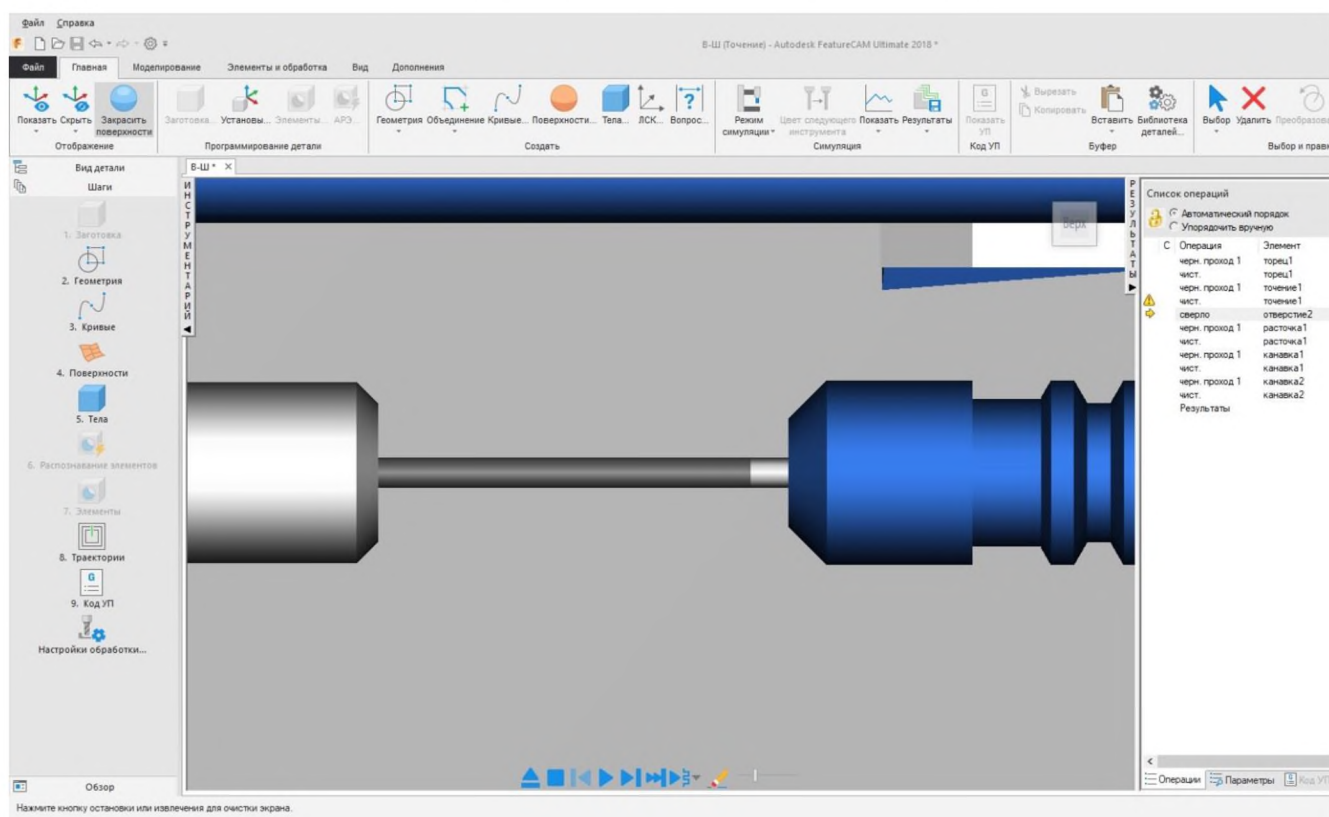 Файл Справка
В-Ш (Точение) - Autodesk FeatureCAM Ultimate 2018 *
Файл Главная Моделирование Элементы и обработка Вид Дополнения
Показать Скрыть Закрасить поверхности
Заготовка... Установы... Элементы... АРЭ...
Геометрия Объединение Кривые... Поверхности... Тела... ЛСК... Вопрос...
Режим симуляции Цвет следующего инструмента Показать Результаты
Показать УП
Вырезать
Копировать
Вставить Библиотека деталей...
Выбор Удалить Преобразова
Отображение Программирование детали Создать Симуляция Код УП Буфер Выбор и прав
Вид детали
Шаги
1. Заготовка
2. Геометрия
3. Кривые
4. Поверхности
5. Тела
6. Распознавание элементов
7. Элементы
8. Траектории
G
9. Код УП
Настройки обработки...
Обзор
В-Ш *
ИНСТРУМЕНТАРИЙ
Верх
РЕЗУЛЬТАТЫ
Список операций
Автоматический порядок
Упорядочить вручную
С Операция Элемент
черн. проход 1 торец1
чист. торец1
черн. проход 1 точение1
чист. точение1
сверло отверстие2
черн. проход 1 расточка1
чист. расточка1
черн. проход 1 канавка1
чист. канавка1
черн. проход 1 канавка2
чист. канавка2
Результаты
Операции Параметры Код УП
Нажмите кнопку остановки или извлечения для очистки экрана.